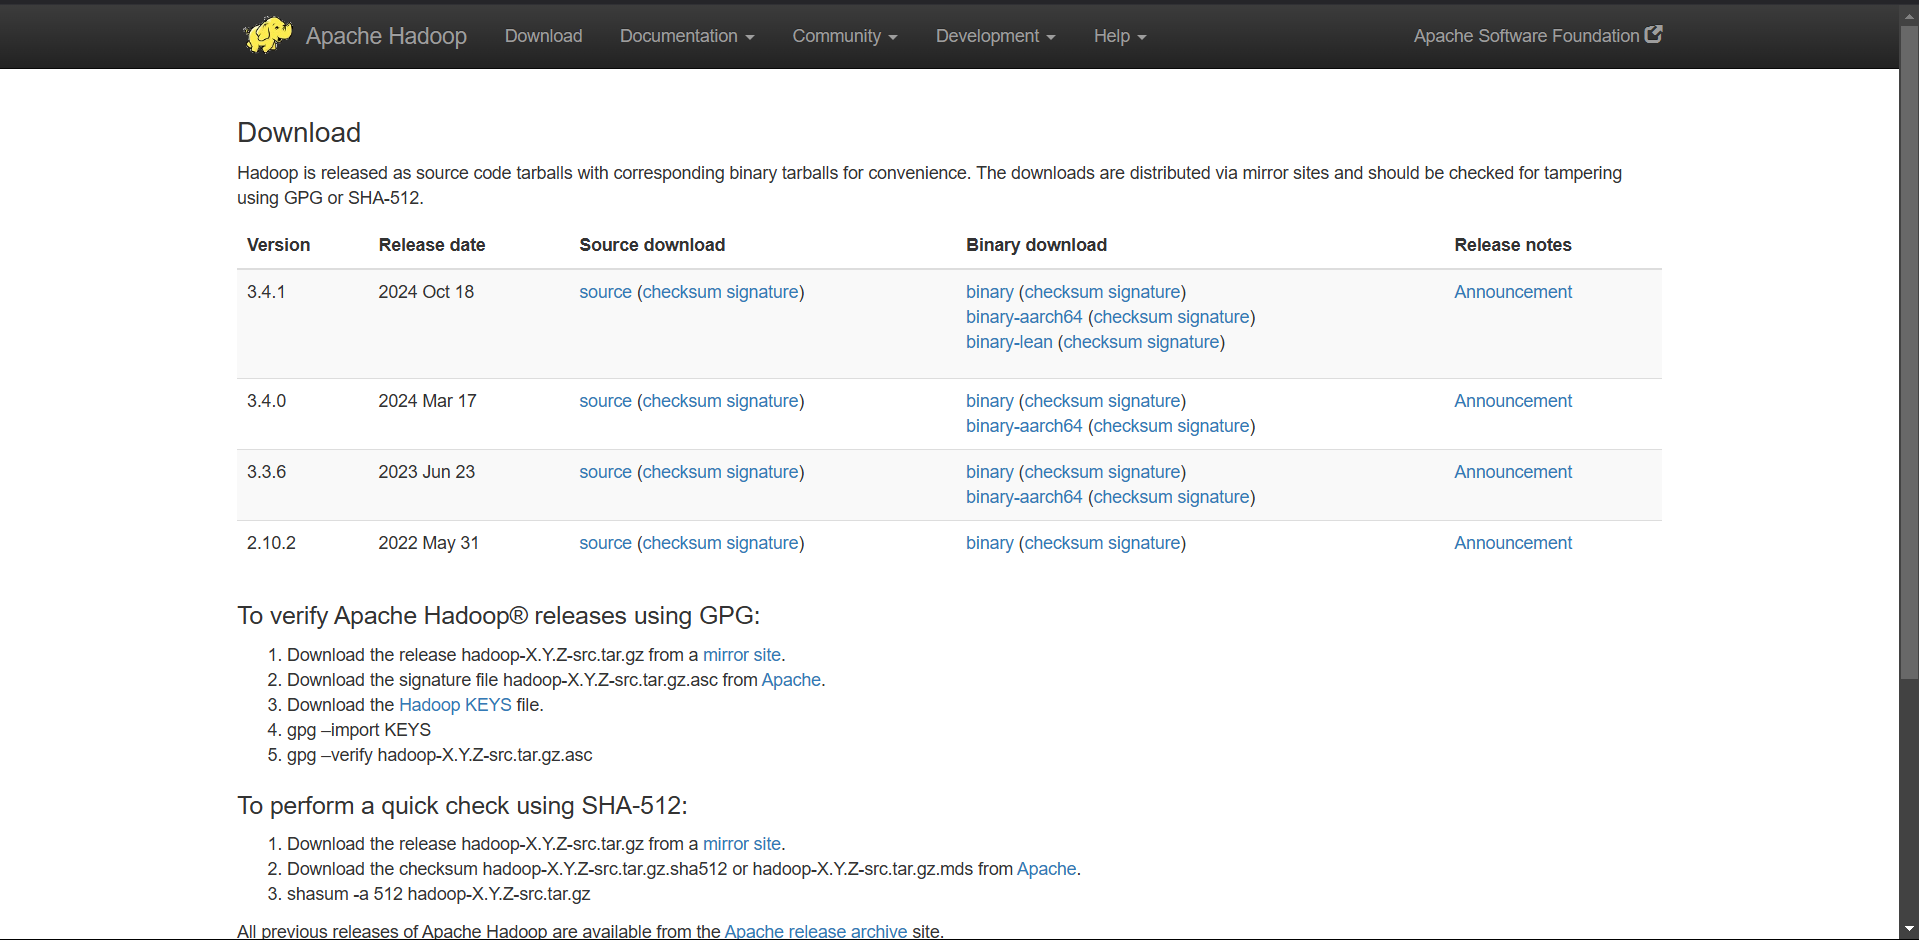 Apache Hadoop Download Documentation Community Development Help Apache Software Foundation
Download
Hadoop is released as source code tarballs with corresponding binary tarballs for convenience. The downloads are distributed via mirror sites and should be checked for tampering
using GPG or SHA-512.
Version Release date Source download Binary download Release notes
3.4.1 2024 Oct 18 source (checksum signature) binary (checksum signature) Announcement
binary-aarch64 (checksum signature)
binary-lean (checksum signature)
3.4.0 2024 Mar 17 source (checksum signature) binary (checksum signature) Announcement
binary-aarch64 (checksum signature)
3.3.6 2023 Jun 23 source (checksum signature) binary (checksum signature) Announcement
binary-aarch64 (checksum signature)
2.10.2 2022 May 31 source (checksum signature) binary (checksum signature) Announcement
To verify Apache Hadoop® releases using GPG:
1. Download the release hadoop-X.Y.Z-src.tar.gz from a mirror site.
2. Download the signature file hadoop-X.Y.Z-src.tar.gz.asc from Apache.
3. Download the Hadoop KEYS file.
4. gpg –import KEYS
5. gpg –verify hadoop-X.Y.Z-src.tar.gz.asc
To perform a quick check using SHA-512:
1. Download the release hadoop-X.Y.Z-src.tar.gz from a mirror site.
2. Download the checksum hadoop-X.Y.Z-src.tar.gz.sha512 or hadoop-X.Y.Z-src.tar.gz.mds from Apache.
3. shasum -a 512 hadoop-X.Y.Z-src.tar.gz
All previous releases of Apache Hadoop are available from the Apache release archive site.